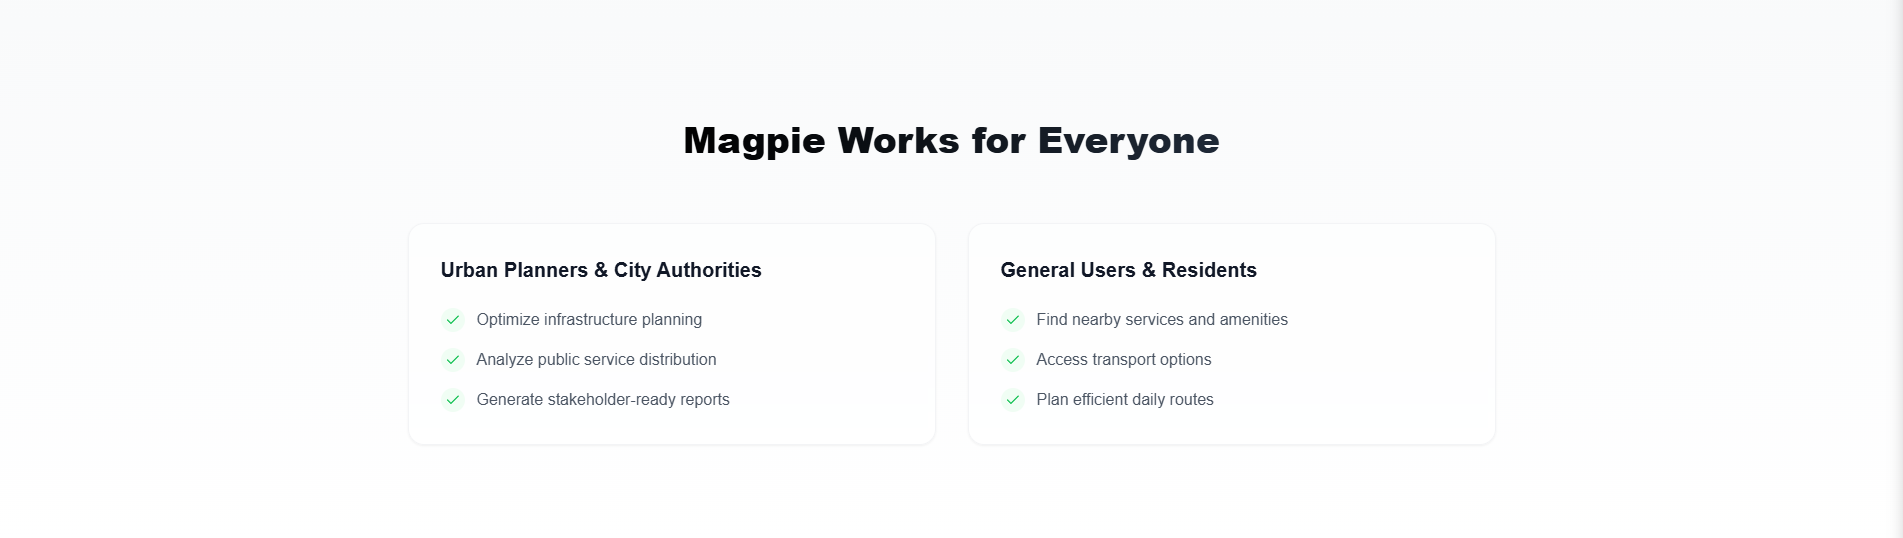 Magpie Works for Everyone
Urban Planners & City Authorities
Optimize infrastructure planning
Analyze public service distribution
Generate stakeholder-ready reports
General Users & Residents
Find nearby services and amenities
Access transport options
Plan efficient daily routes